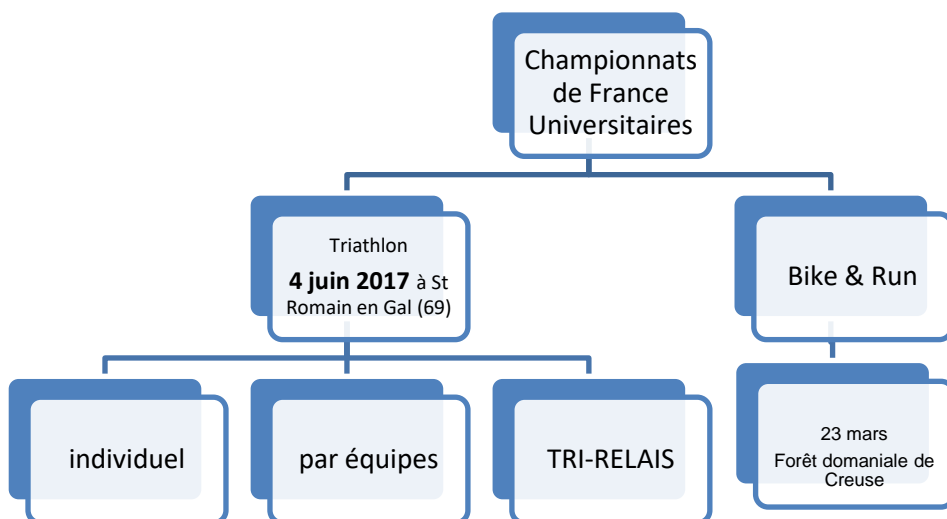 Championnats
de France
Universitaires
Triathlon
4 juin 2017 à St
Romain en Gal (69)
Bike & Run
individuel
par équipes
TRI-RELAIS
23 mars
Forêt domaniale de
Creuse